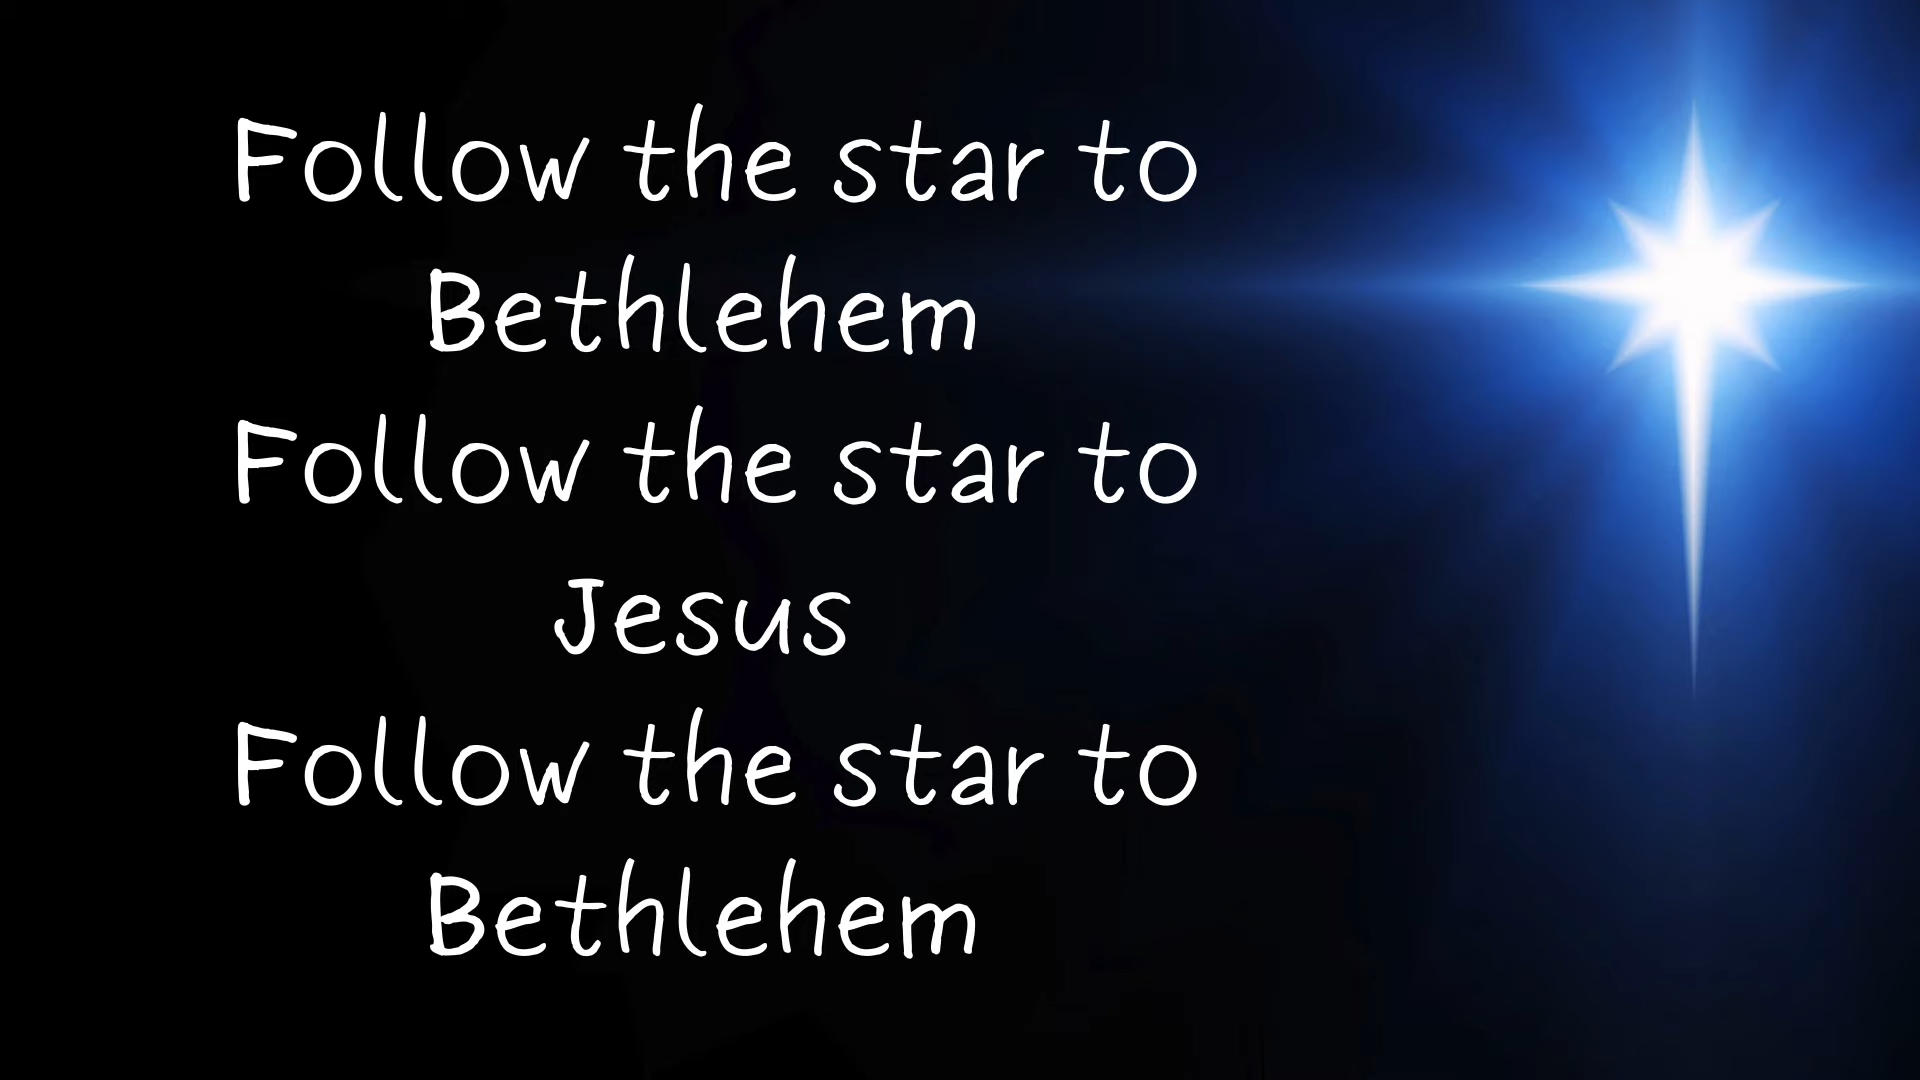 Follow the star to
Bethlehem
Follow the star to
Jesus
Follow the star to
Bethlehem